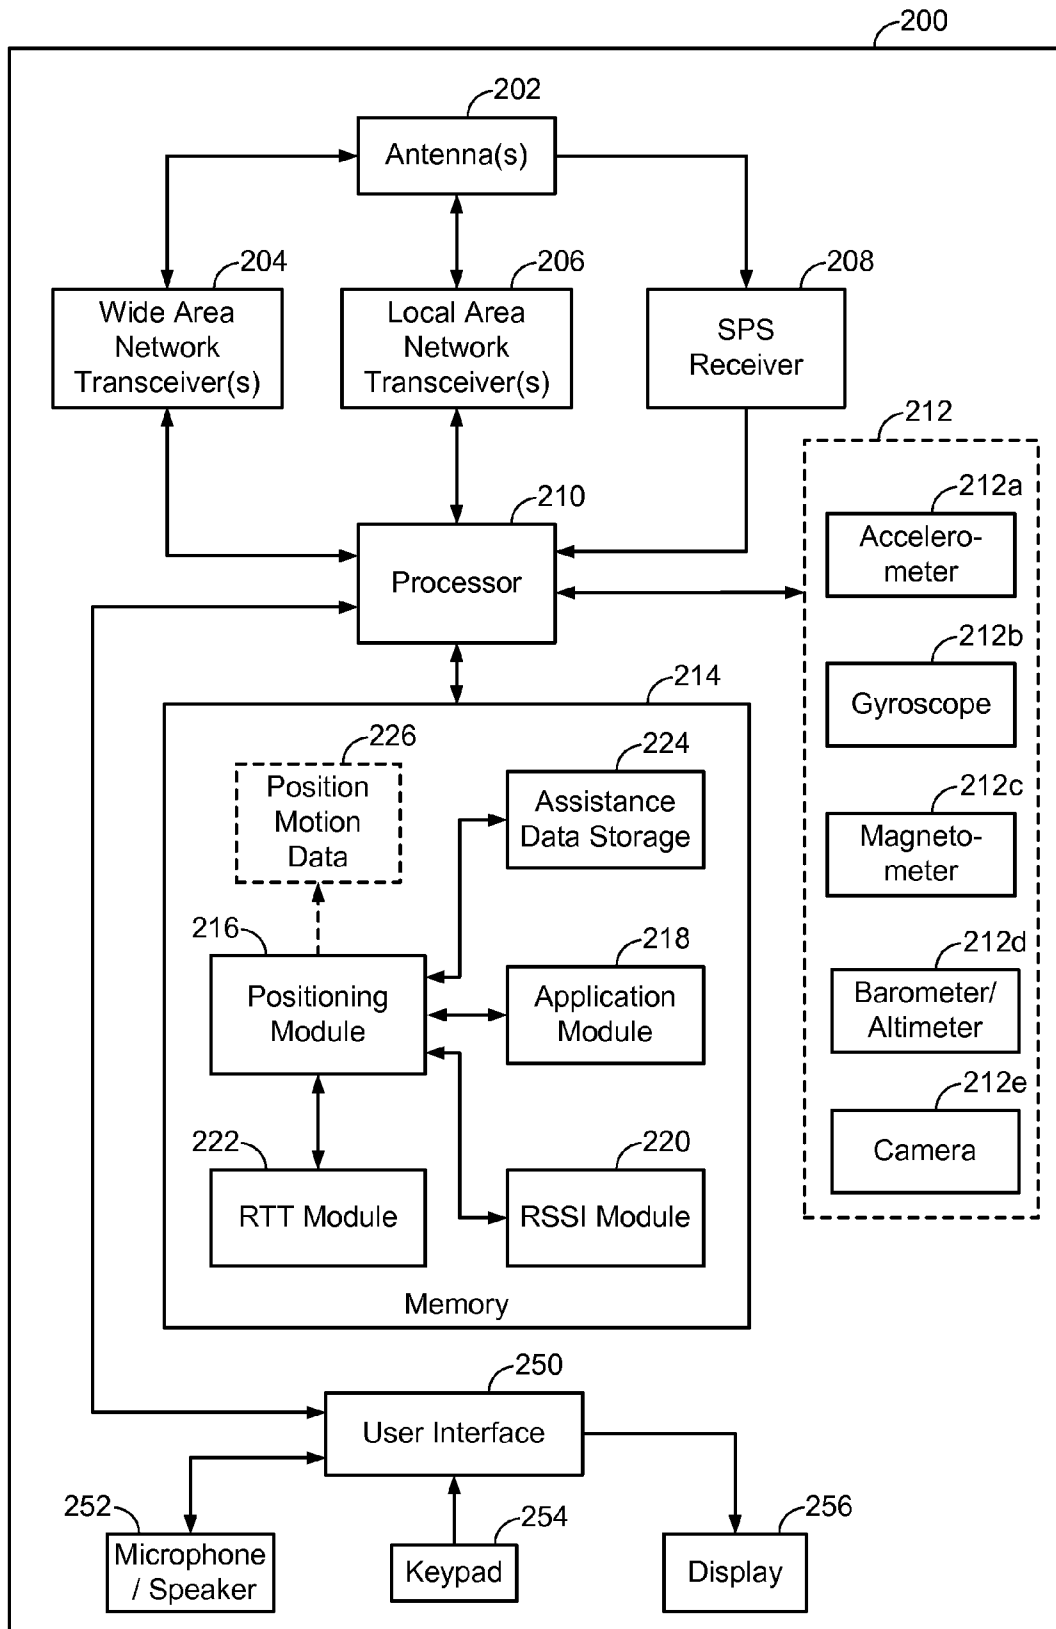 200
202
Antenna(s)
204
Wide Area
Network
Transceiver(s)
206
Local Area
Network
Transceiver(s)
208
SPS
Receiver
210
Processor
212
212a
Accelero-
meter
212b
Gyroscope
212c
Magneto-
meter
212d
Barometer/
Altimeter
212e
Camera
214
226
Position
Motion
Data
224
Assistance
Data Storage
216
Positioning
Module
218
Application
Module
222
RTT Module
220
RSSI Module
Memory
250
User Interface
252
Microphone
/ Speaker
254
Keypad
256
Display